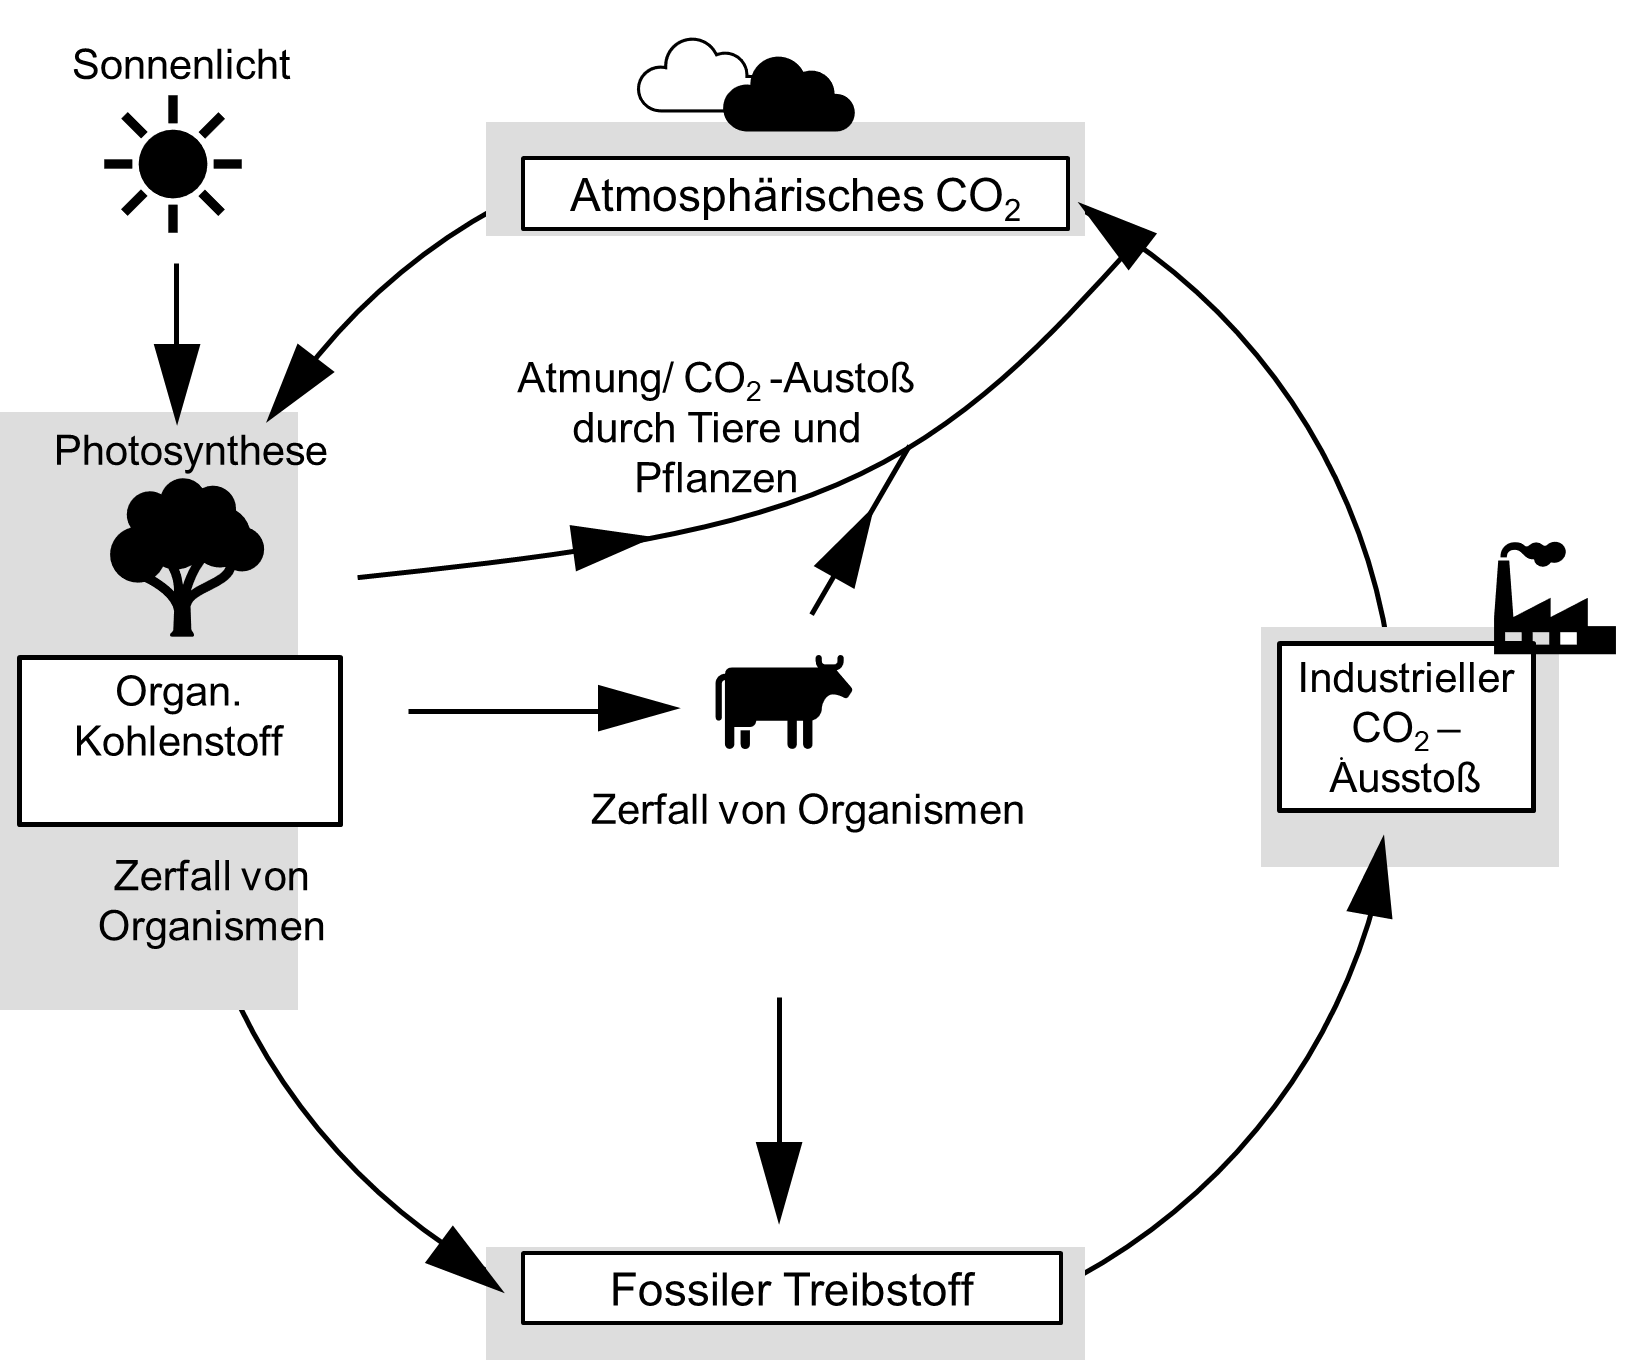 Sonnenlicht
Atmosphärisches CO₂
Atmung/ CO₂ -Austoß
durch Tiere und
Pflanzen
Photosynthese
Organ.
Kohlenstoff
Industrieller
CO₂ –
Ausstoß
Zerfall von Organismen
Zerfall von
Organismen
Fossiler Treibstoff